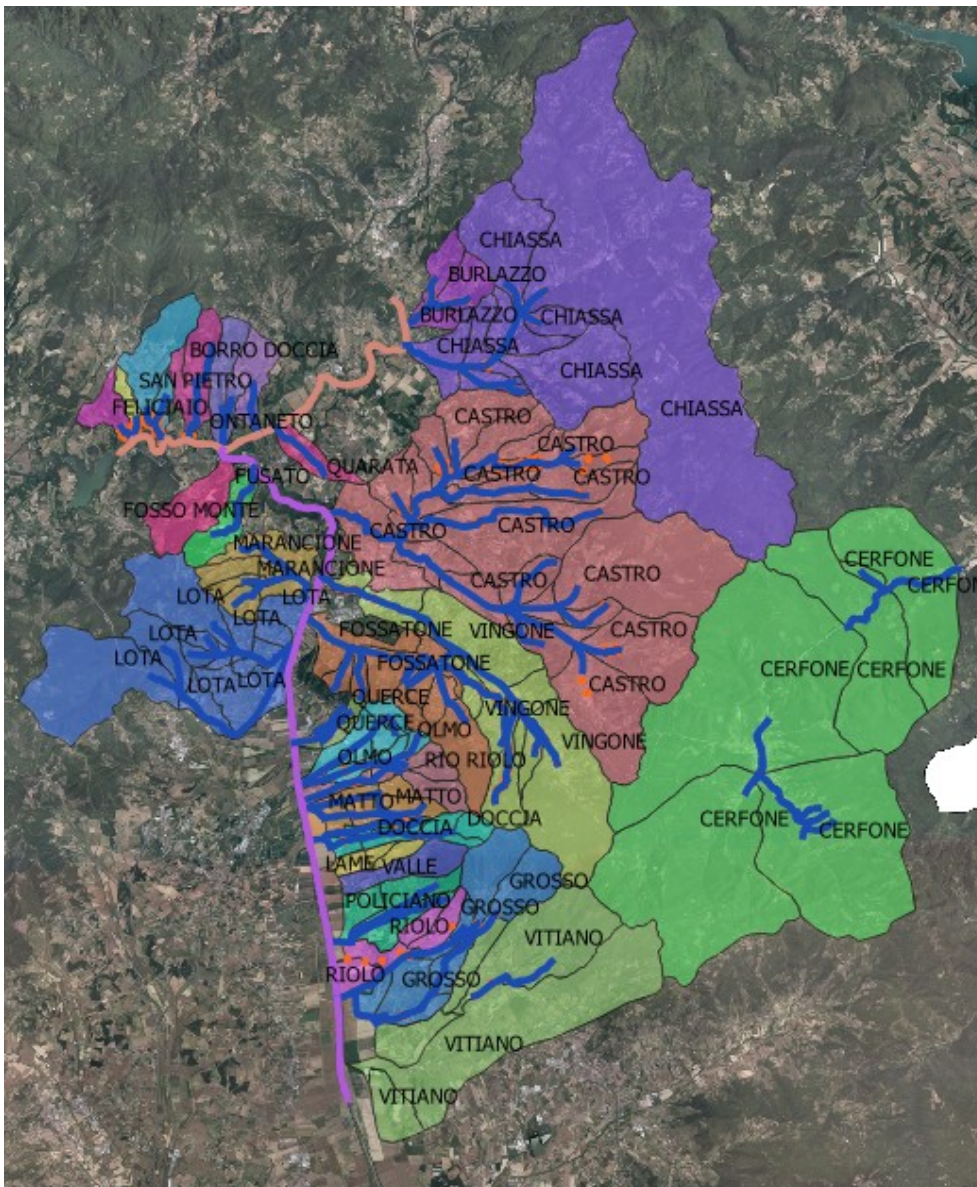 CHIASSA
BURLAZZO
BURLAZZO
CHIASSA
CHIASSA
BORRO DOCCIA
CHIASSA
SAN PIETRO
FELICIAIO
CHIASSA
ONTANETO
CASTRO
CASTRO
QUARATA
CASTRO
FUSATO
CASTRO
FOSSO MONTE
CASTRO
CASTRO
MARANCIONE
CERFONE
MARANCIONE
CASTRO
CASTRO
CERFON
LOTA
LOTA
LOTA
LOTA
FOSSATONE
VINGONE
CASTRO
LOTA
FOSSATONE
CERFONE
CERFONE
LOTA
LOTA
CASTRO
QUERCE
VINGONE
QUERCE
OLMO
VINGONE
OLMO
RIO RIOLO
MATTO
MATTO
DOCCIA
DOCCIA
CERFONE
CERFONE
LAME
VALLE
GROSSO
POLICIANO
GROSSO
RIOLO
VITIANO
RIOLO
GROSSO
VITIANO
VITIANO